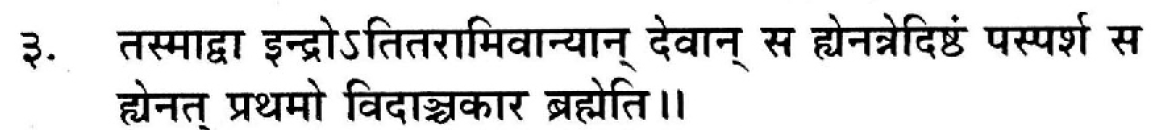 ३. तस्माद्वा इन्द्रोऽतितरामिवान्यान् देवान् स ह्येनन्नेदिष्ठं पस्पर्श स
ह्येनत् प्रथमो विदाञ्चकार ब्रह्मेति।।